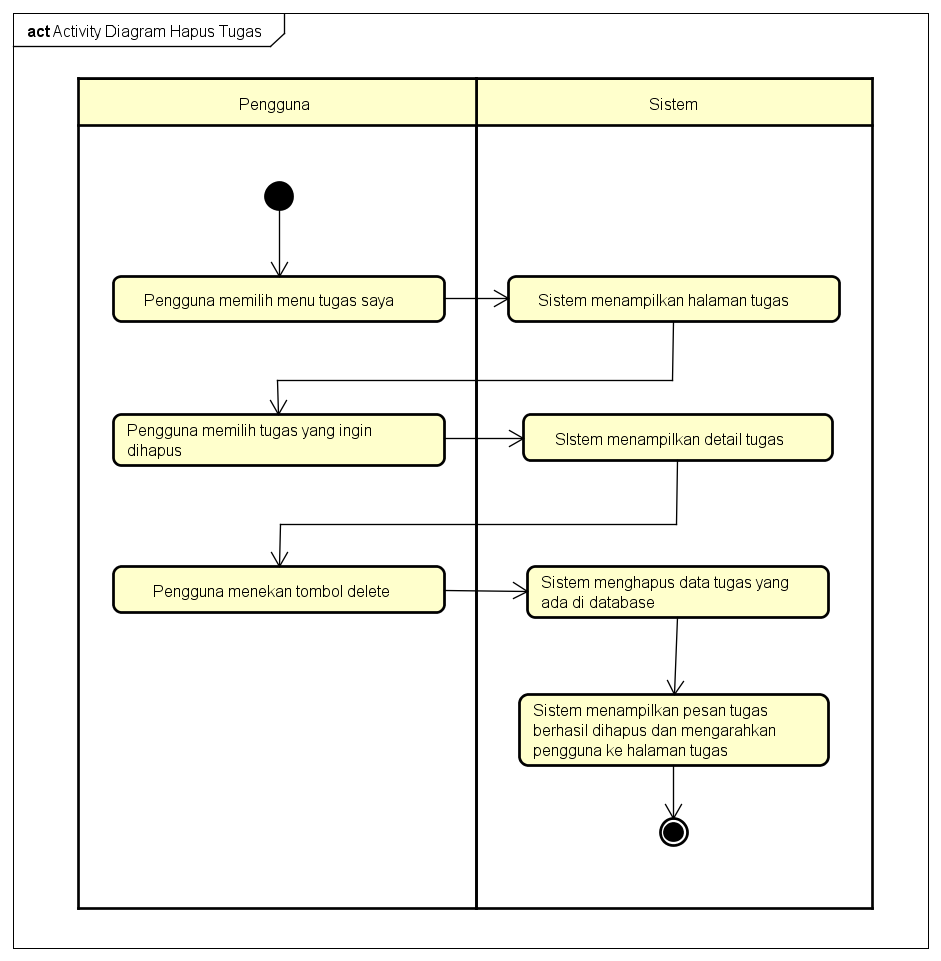 act Activity Diagram Hapus Tugas
Pengguna
Sistem
Pengguna memilih menu tugas saya
Sistem menampilkan halaman tugas
Pengguna memilih tugas yang ingin
dihapus
SIstem menampilkan detail tugas
Pengguna menekan tombol delete
Sistem menghapus data tugas yang
ada di database
Sistem menampilkan pesan tugas
berhasil dihapus dan mengarahkan
pengguna ke halaman tugas